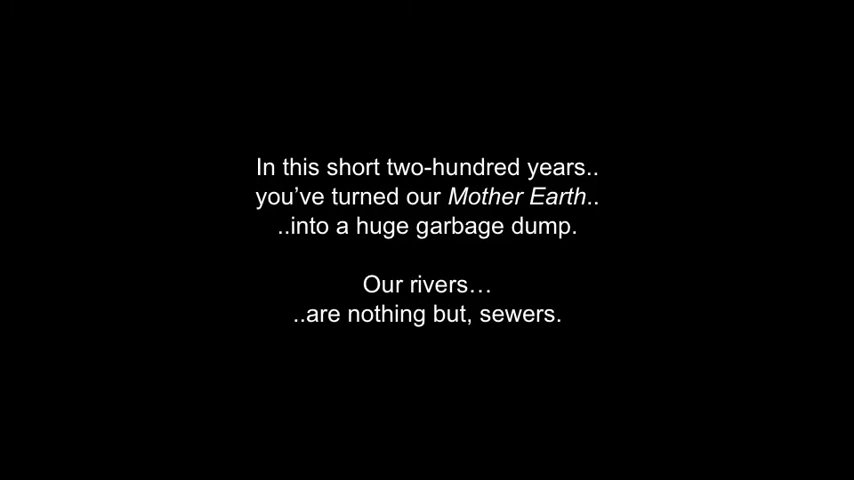 In this short two-hundred years..
you’ve turned our Mother Earth..
..into a huge garbage dump.
Our rivers…
..are nothing but, sewers.